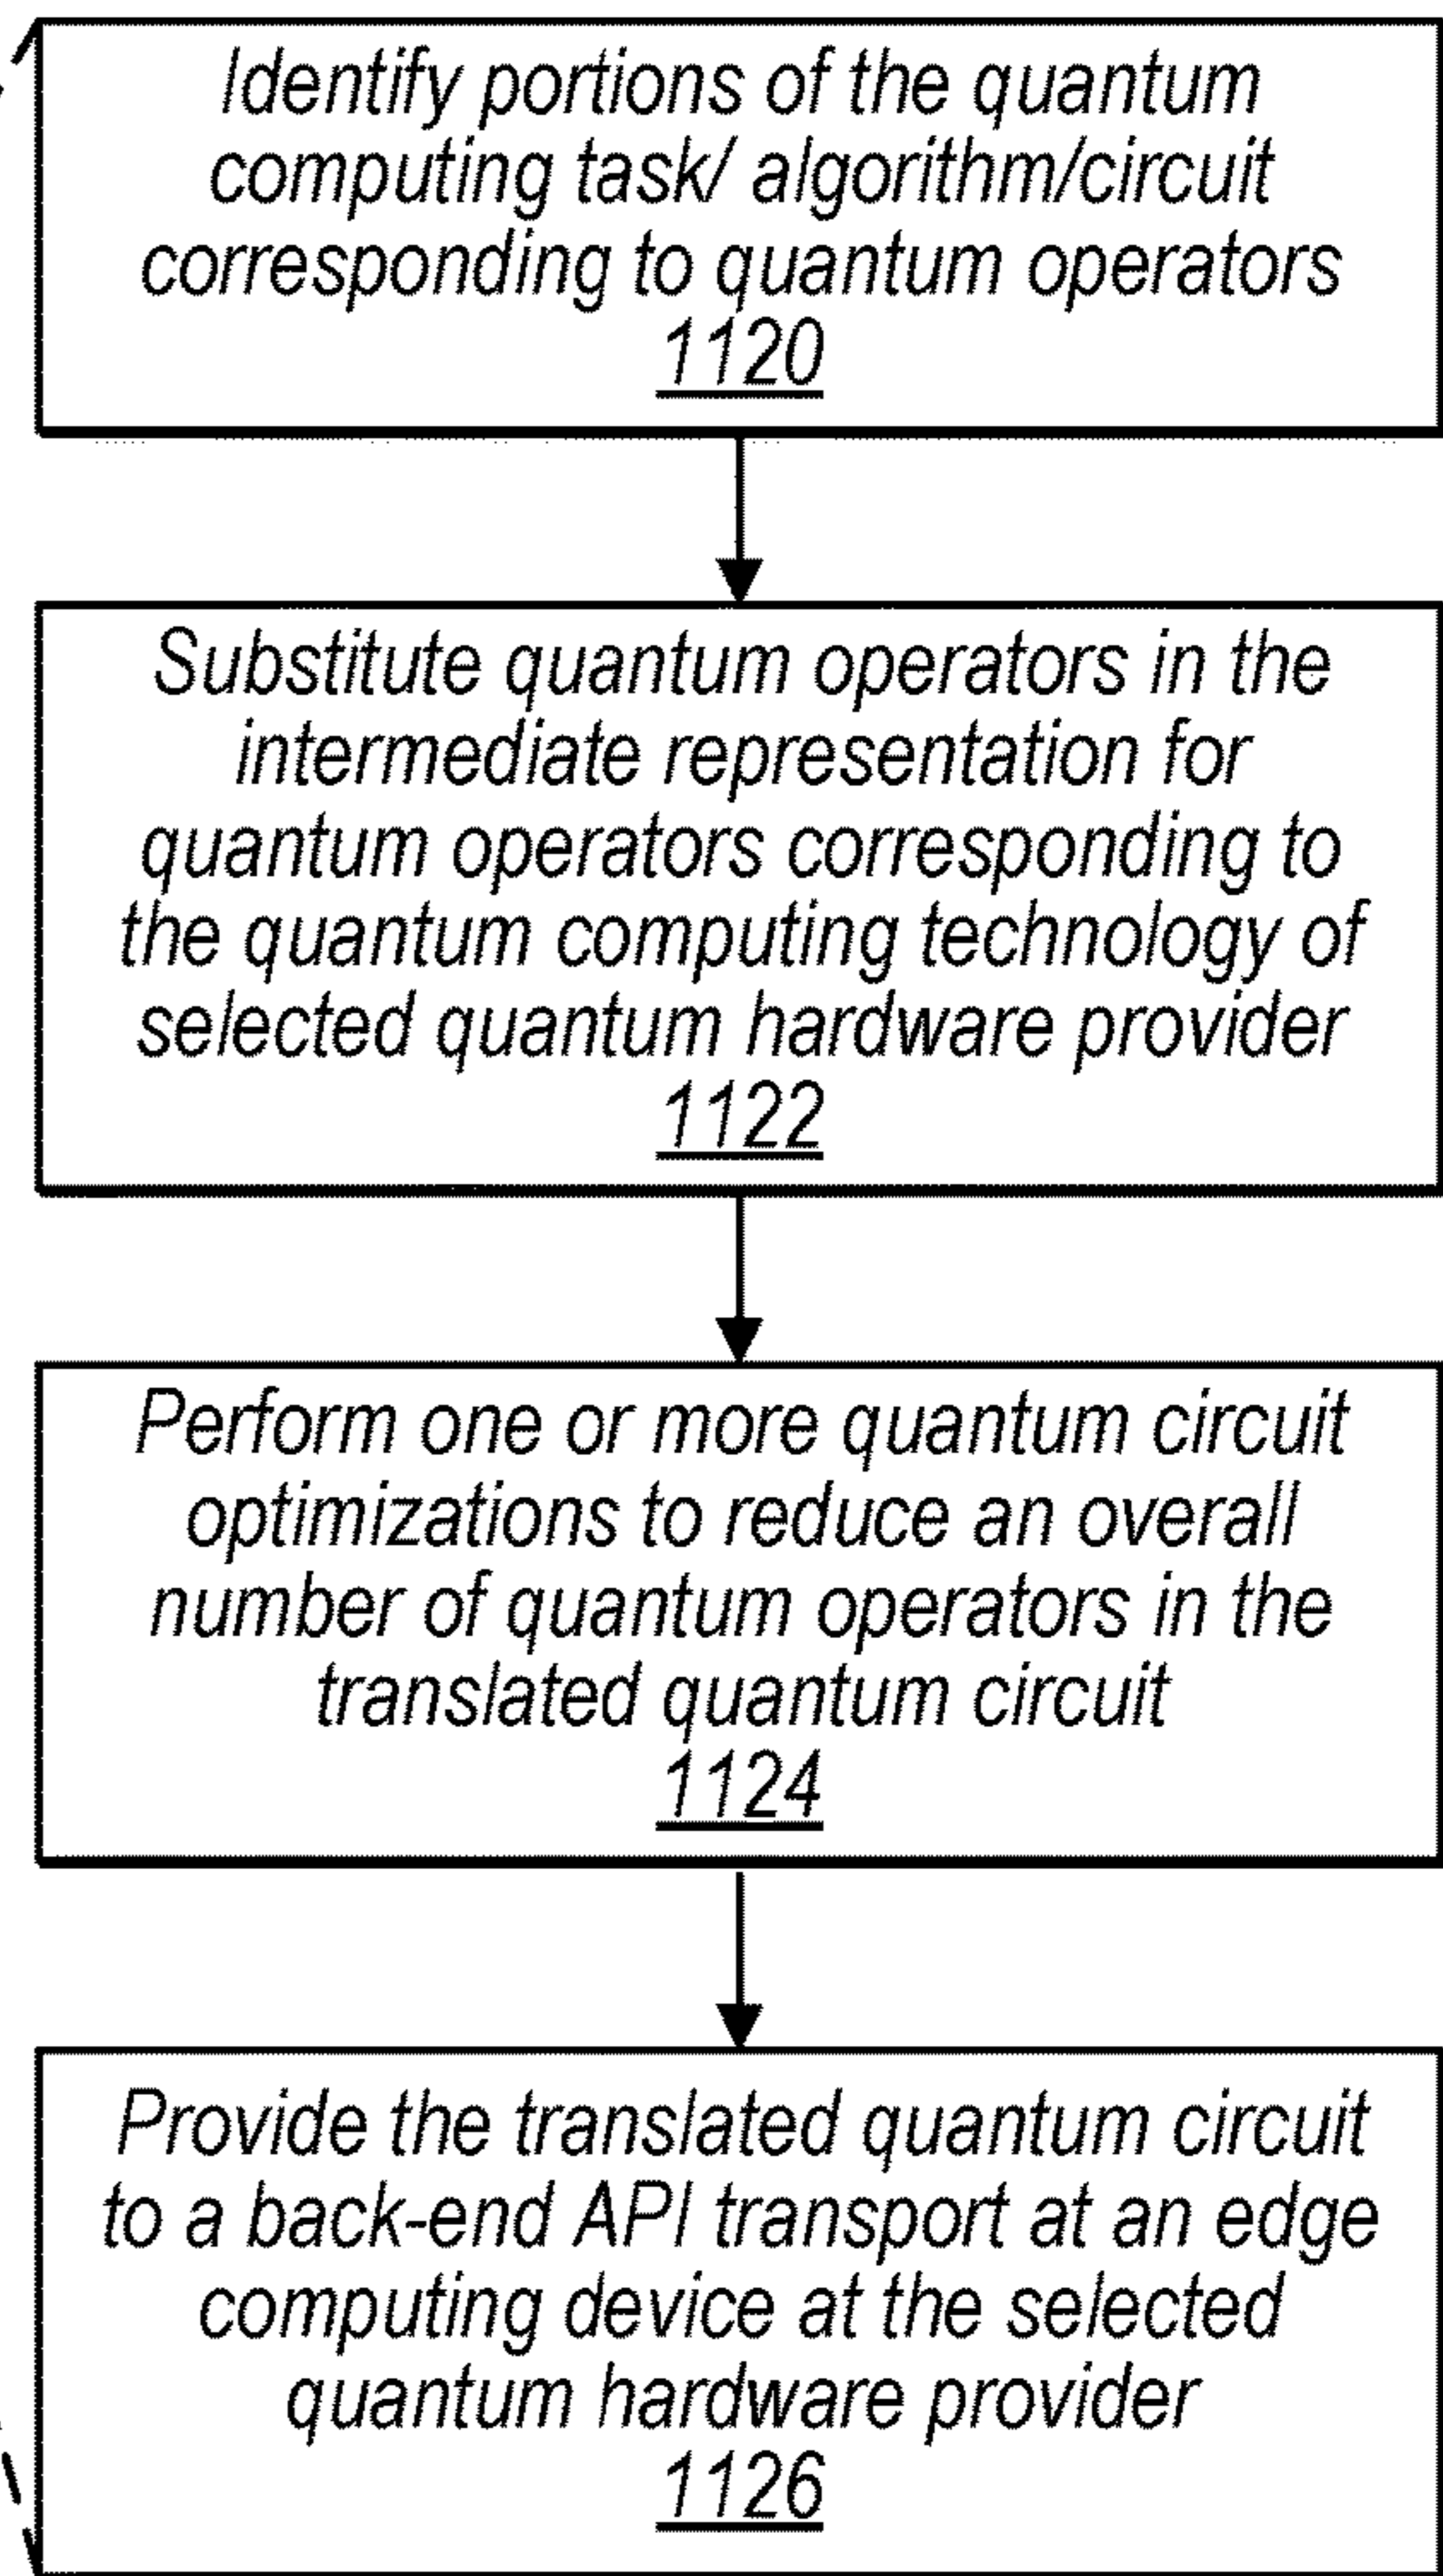 Identify portions of the quantum
computing task/ algorithm/circuit
corresponding to quantum operators
1120
Substitute quantum operators in the
intermediate representation for
quantum operators corresponding to
the quantum computing technology of
selected quantum hardware provider
1122
Perform one or more quantum circuit
optimizations to reduce an overall
number of quantum operators in the
translated quantum circuit
1124
Provide the translated quantum circuit
to a back-end API transport at an edge
computing device at the selected
quantum hardware provider
1126